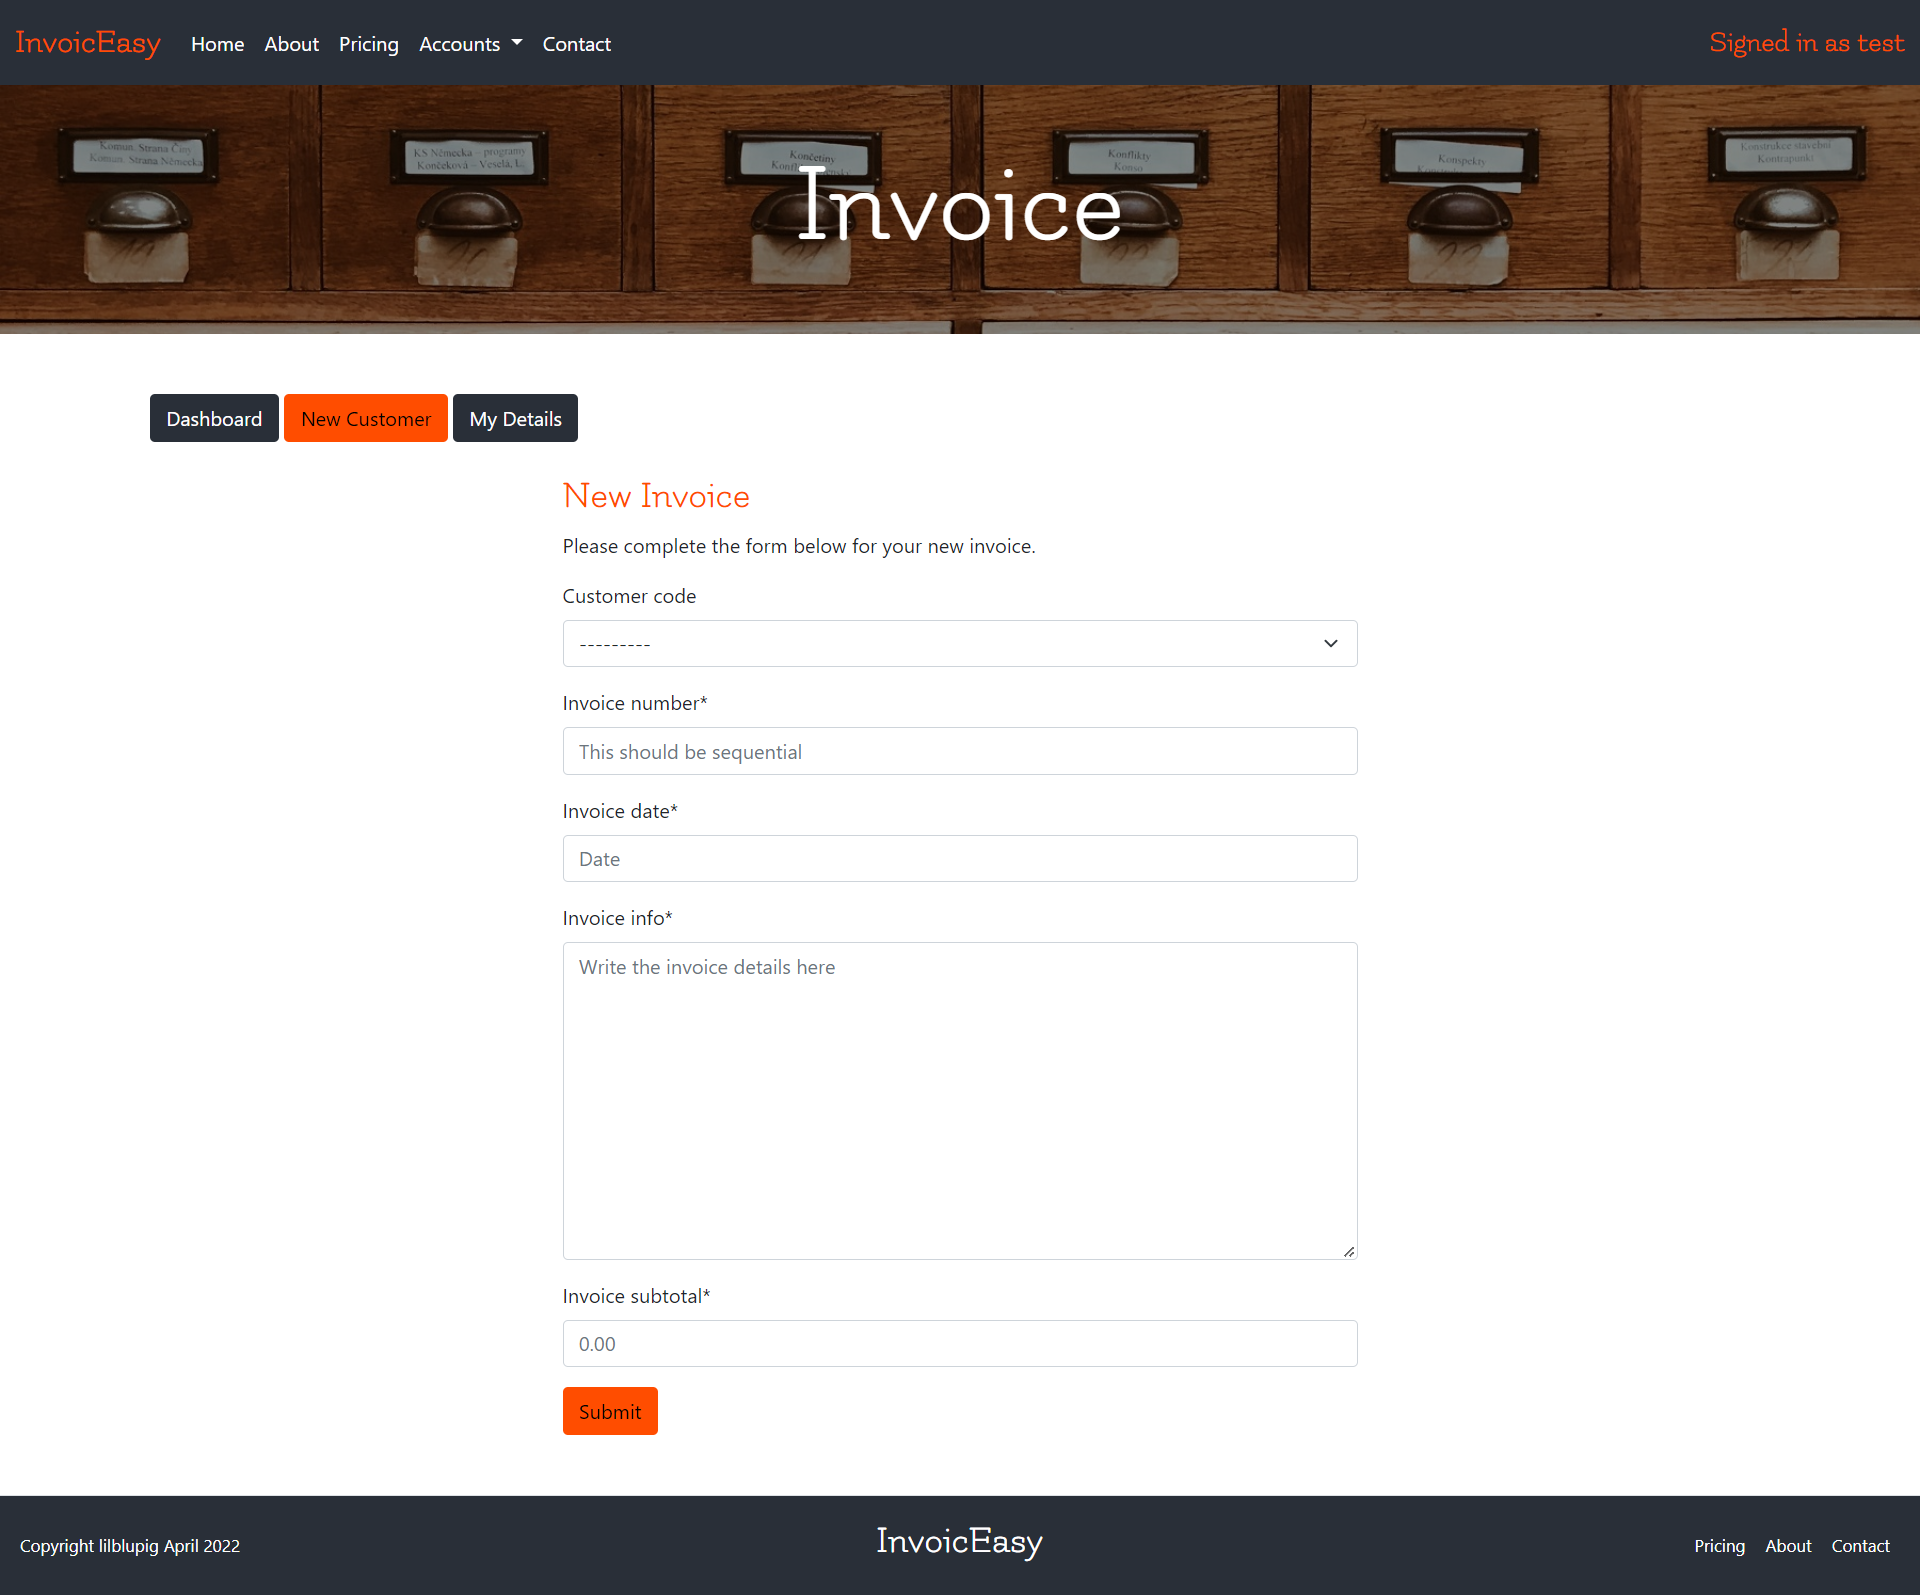 InvoicEasy
Home About Pricing Accounts Contact
Signed in as test
Komun. Strana Číny
Komun. Strana Německa
KS Německa – programy
Končeková – Veselá, I..
Končetiny
Konflikty
Konso
Konspekty
Konstrukce stavební
Kontrapunkt
Invoice
Dashboard New Customer My Details
New Invoice
Please complete the form below for your new invoice.
Customer code
---------
Invoice number*
This should be sequential
Invoice date*
Date
Invoice info*
Write the invoice details here
Invoice subtotal*
0.00
Submit
Copyright lilblupig April 2022
InvoicEasy
Pricing About Contact